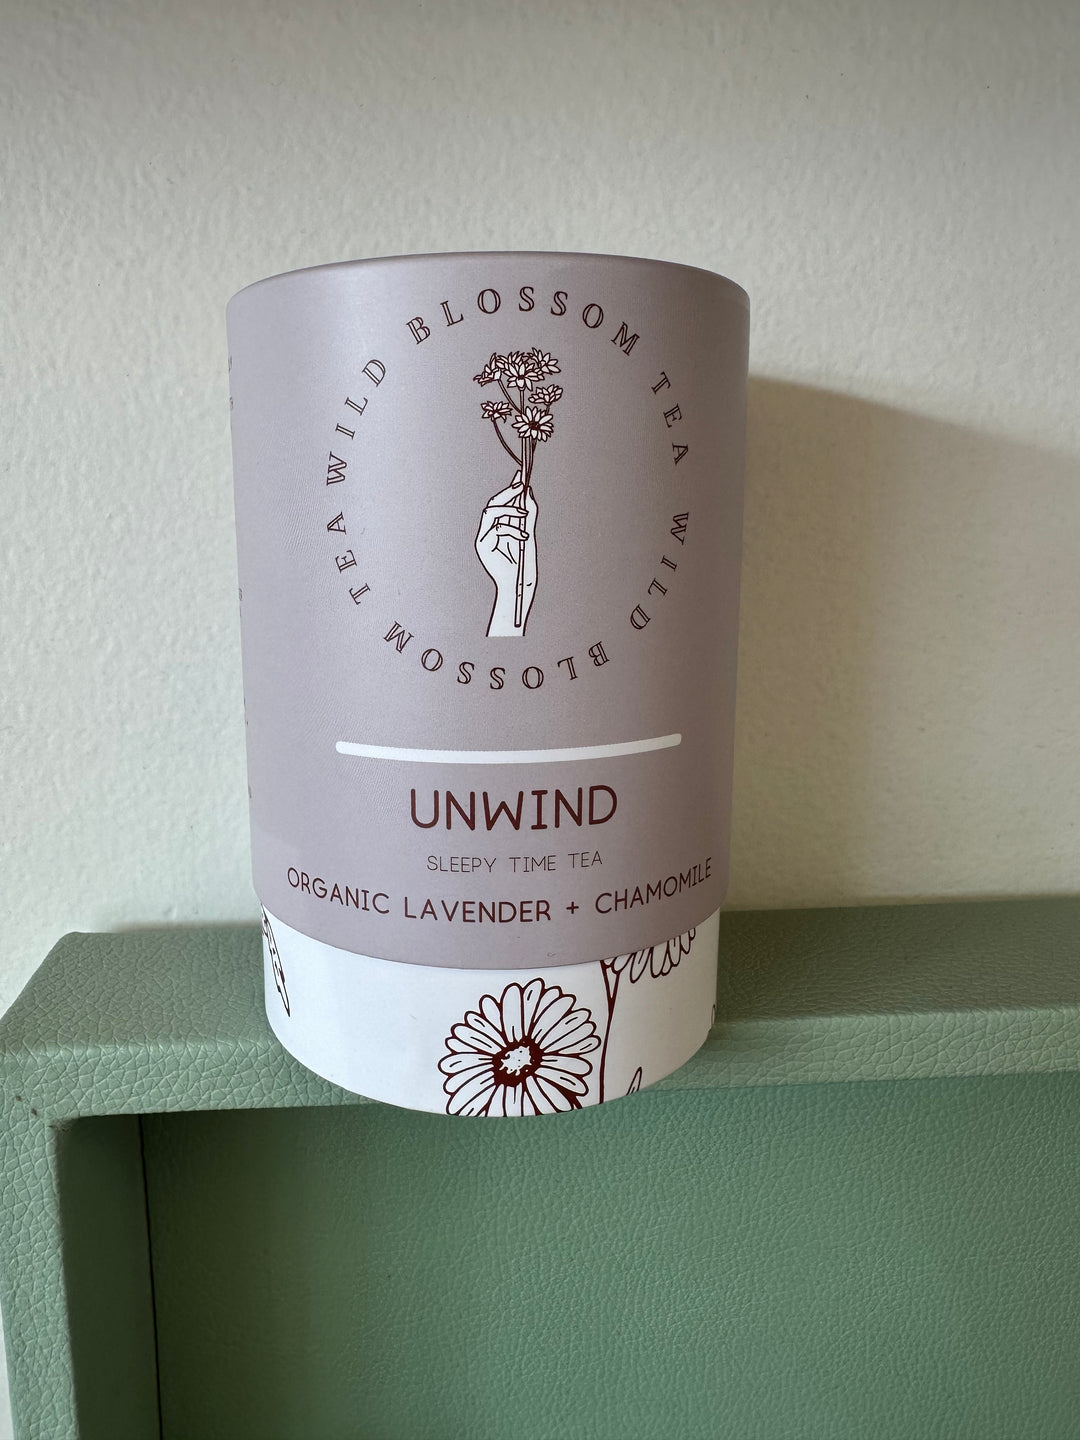 WILD BLOSSOM TEA WILD BLOSSOM TEA
UNWIND
SLEEPY TIME TEA
ORGANIC LAVENDER + CHAMOMILE